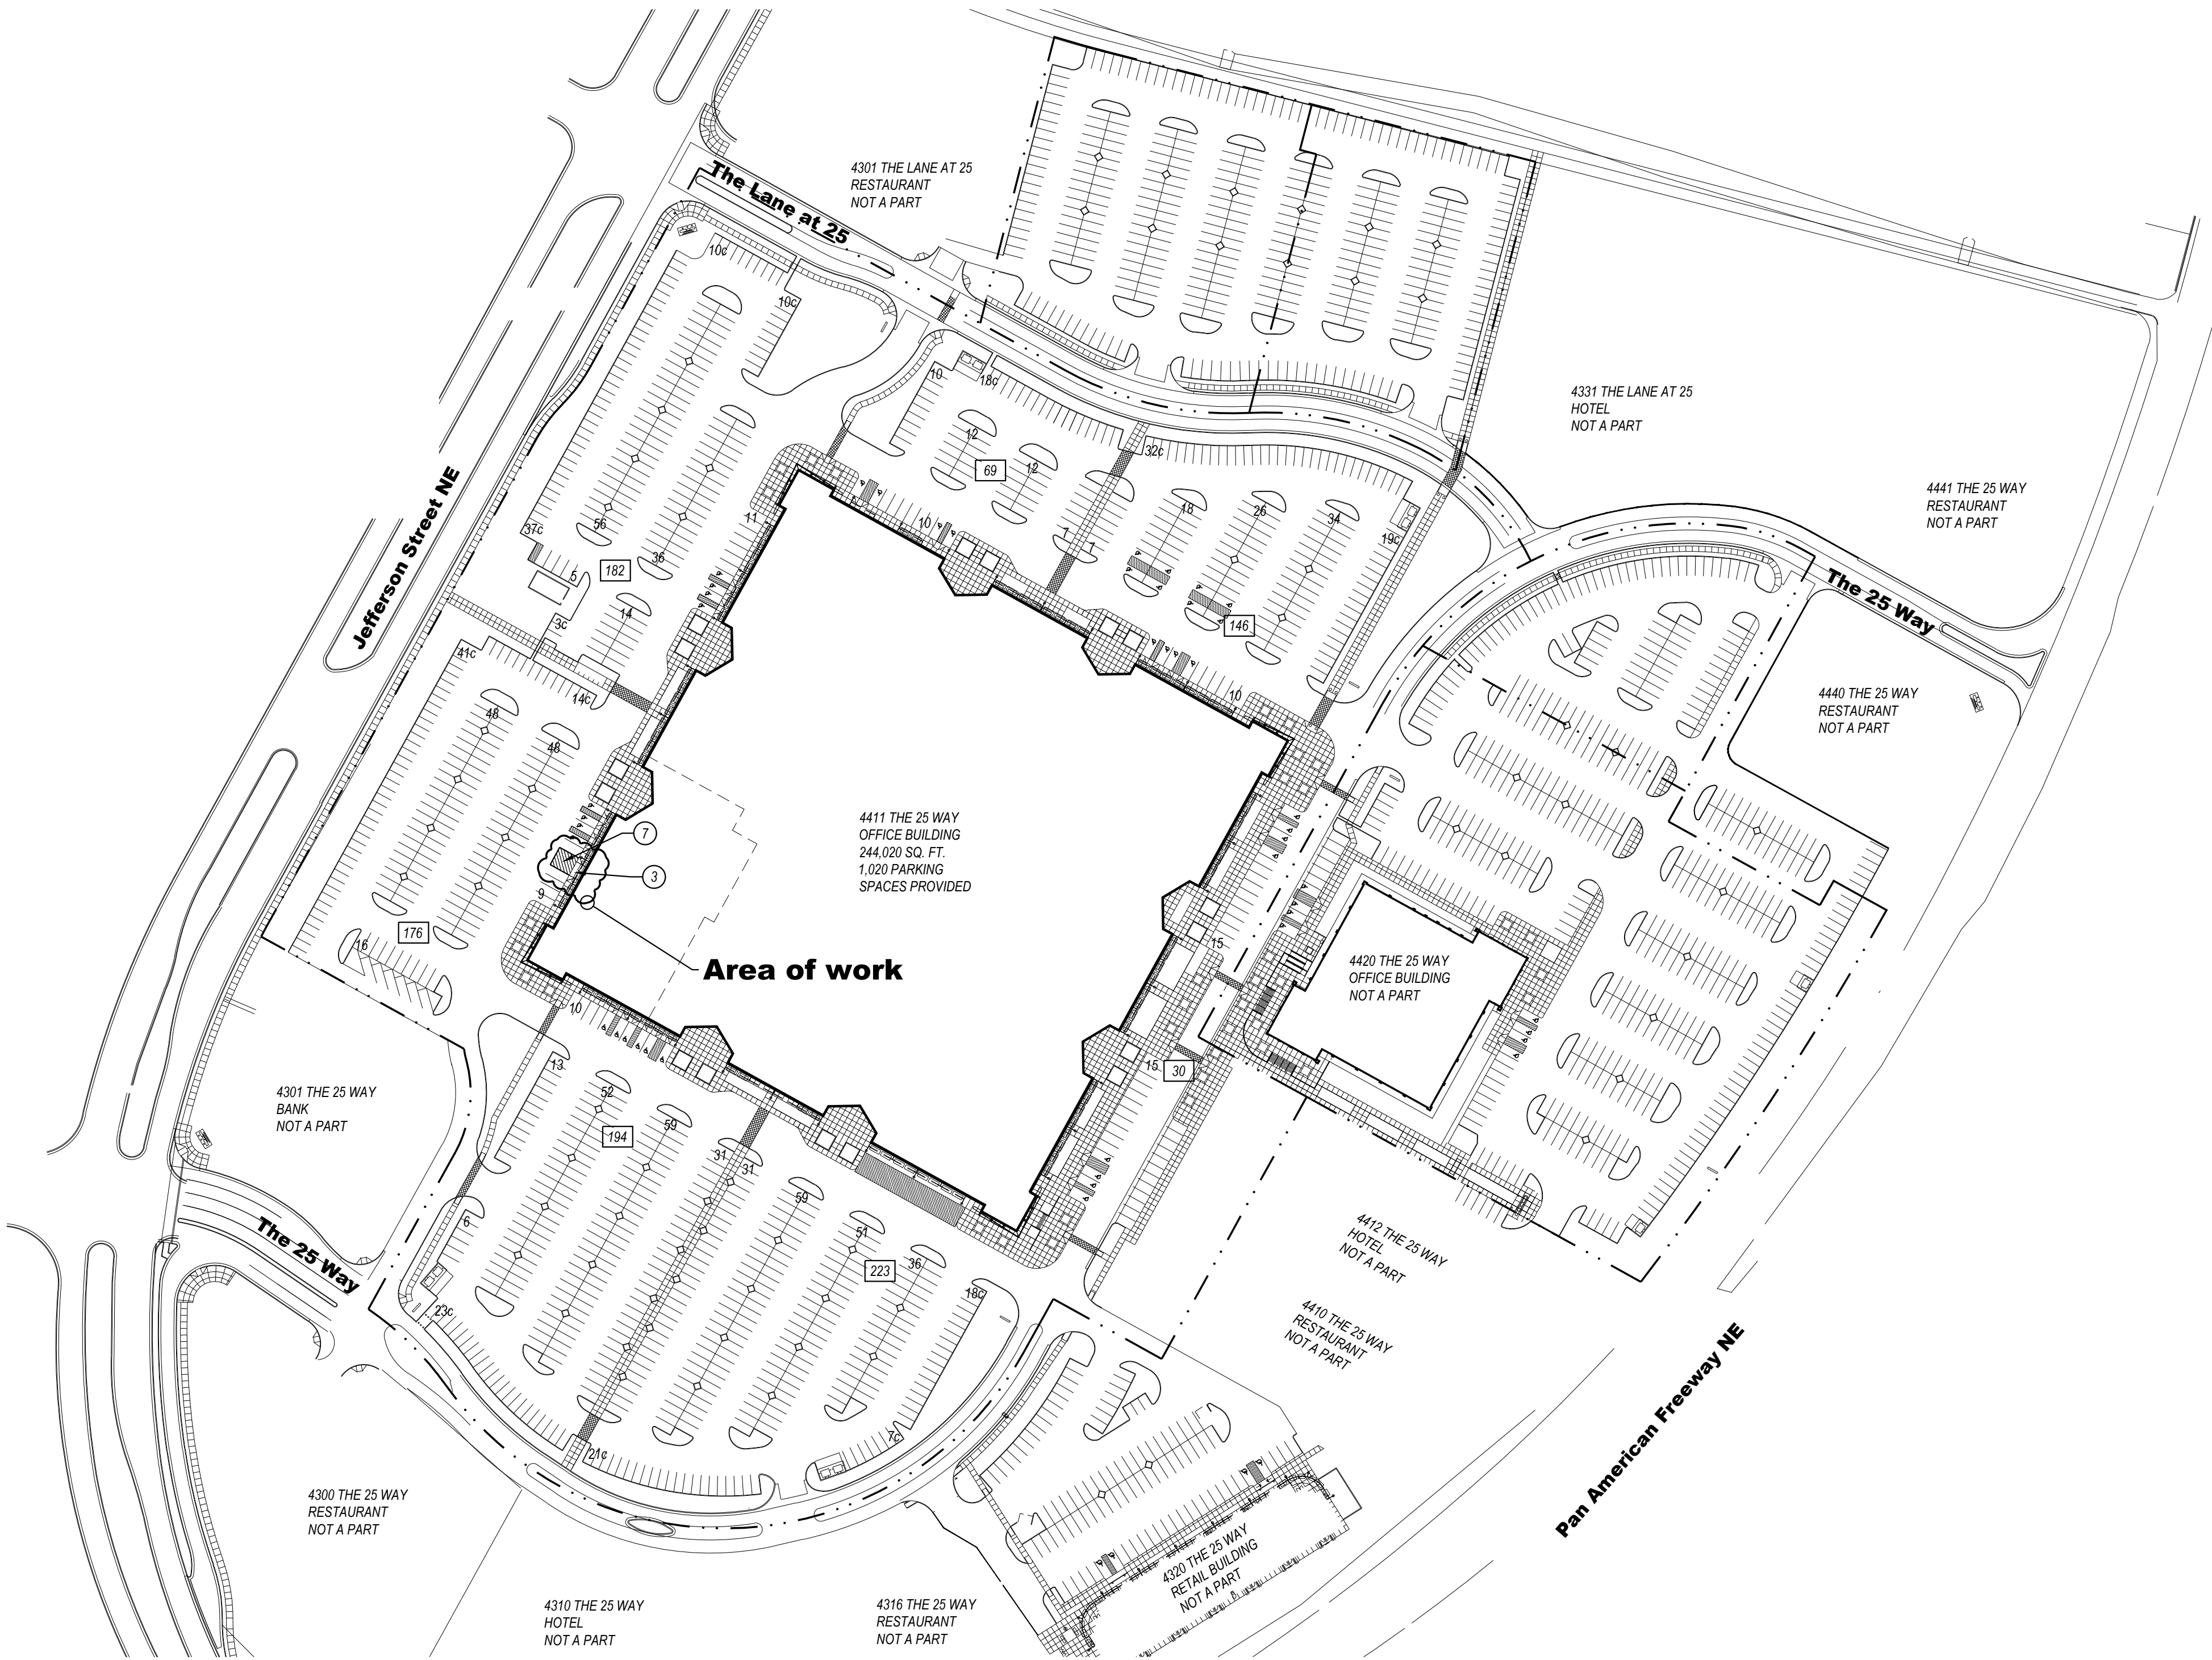 The Lane at 25
4301 THE LANE AT 25
RESTAURANT
NOT A PART
10c
10c
10
18c
4331 THE LANE AT 25
HOTEL
NOT A PART
12
12
69
32c
Jefferson Street NE
4441 THE 25 WAY
RESTAURANT
NOT A PART
37c
56
36
11
10
7
7
18
26
34
19c
5
182
14
3c
146
The 25 Way
41c
14c
10
4440 THE 25 WAY
RESTAURANT
NOT A PART
48
48
4411 THE 25 WAY
OFFICE BUILDING
244,020 SQ. FT.
1,020 PARKING
SPACES PROVIDED
7
3
9
176
16
Area of work
15
4420 THE 25 WAY
OFFICE BUILDING
NOT A PART
10
13
15
30
4301 THE 25 WAY
BANK
NOT A PART
52
59
194
31
31
59
51
36
223
18c
6
The 25 Way
23c
4412 THE 25 WAY
HOTEL
NOT A PART
4410 THE 25 WAY
RESTAURANT
NOT A PART
Pan American Freeway NE
21c
7c
4300 THE 25 WAY
RESTAURANT
NOT A PART
4320 THE 25 WAY
RETAIL BUILDING
NOT A PART
4310 THE 25 WAY
HOTEL
NOT A PART
4316 THE 25 WAY
RESTAURANT
NOT A PART